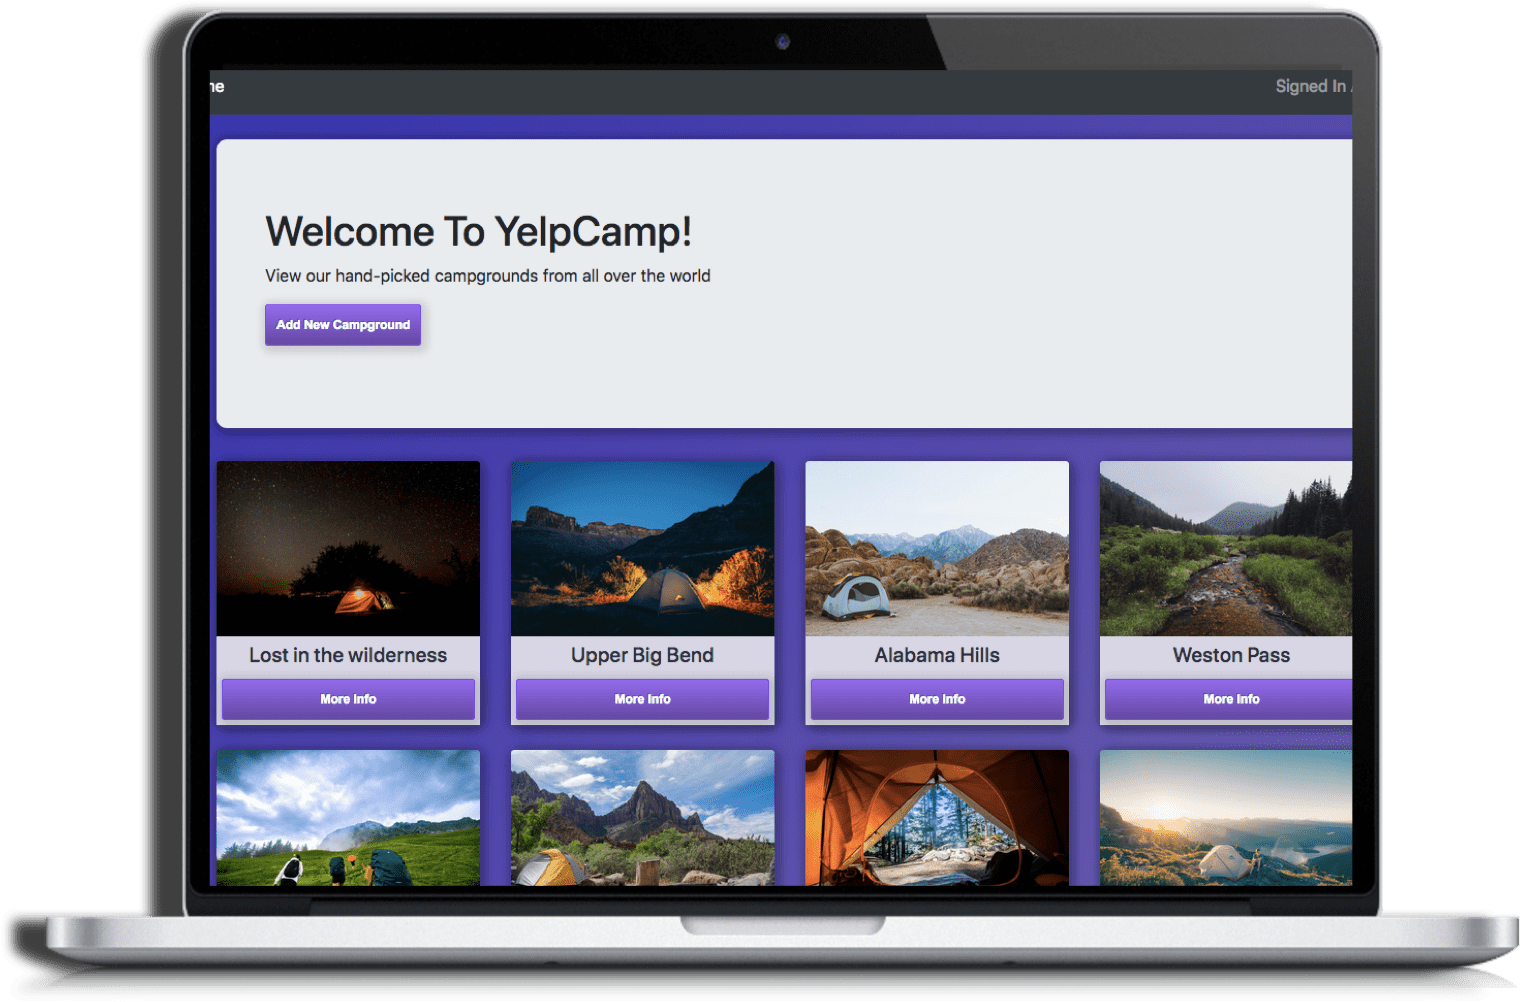 Signed In
Welcome To YelpCamp!
View our hand-picked campgrounds from all over the world
Add New Campground
Lost in the wilderness
Upper Big Bend
Alabama Hills
Weston Pass
More Info
More Info
More Info
More Info